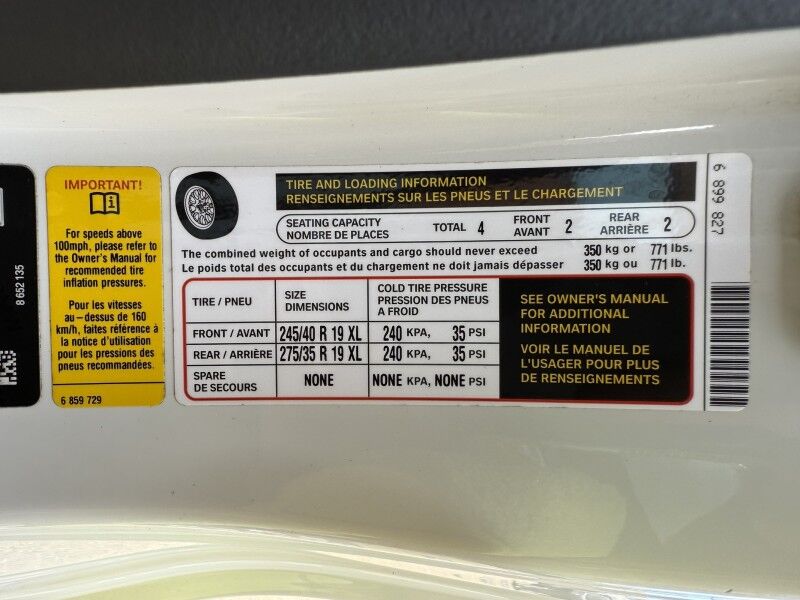 8 652 135
IMPORTANT!
For speeds above
100mph, please refer to
the Owner's Manual for
recommended tire
inflation pressures.
Pour les vitesses
au-dessus de 160
km/h, faites référence à
la notice d'utilisation
pour les pressions des
pneus recommandées.
6 859 729
TIRE AND LOADING INFORMATION
RENSEIGNEMENTS SUR LES PNEUS ET LE CHARGEMENT
SEATING CAPACITY
NOMBRE DE PLACES
TOTAL 4
FRONT
AVANT 2
REAR
ARRIÈRE 2
The combined weight of occupants and cargo should never exceed 350 kg or 771 lbs.
Le poids total des occupants et du chargement ne doit jamais dépasser 350 kg ou 771 lb.
TIRE / PNEU
SIZE
DIMENSIONS
COLD TIRE PRESSURE
PRESSION DES PNEUS
A FROID
FRONT / AVANT 245/40 R 19 XL 240 KPA, 35 PSI
REAR / ARRIÈRE 275/35 R 19 XL 240 KPA, 35 PSI
SPARE
DE SECOURS
NONE NONE KPA, NONE PSI
SEE OWNER'S MANUAL
FOR ADDITIONAL
INFORMATION
VOIR LE MANUEL DE
L'USAGER POUR PLUS
DE RENSEIGNEMENTS
6 899 827